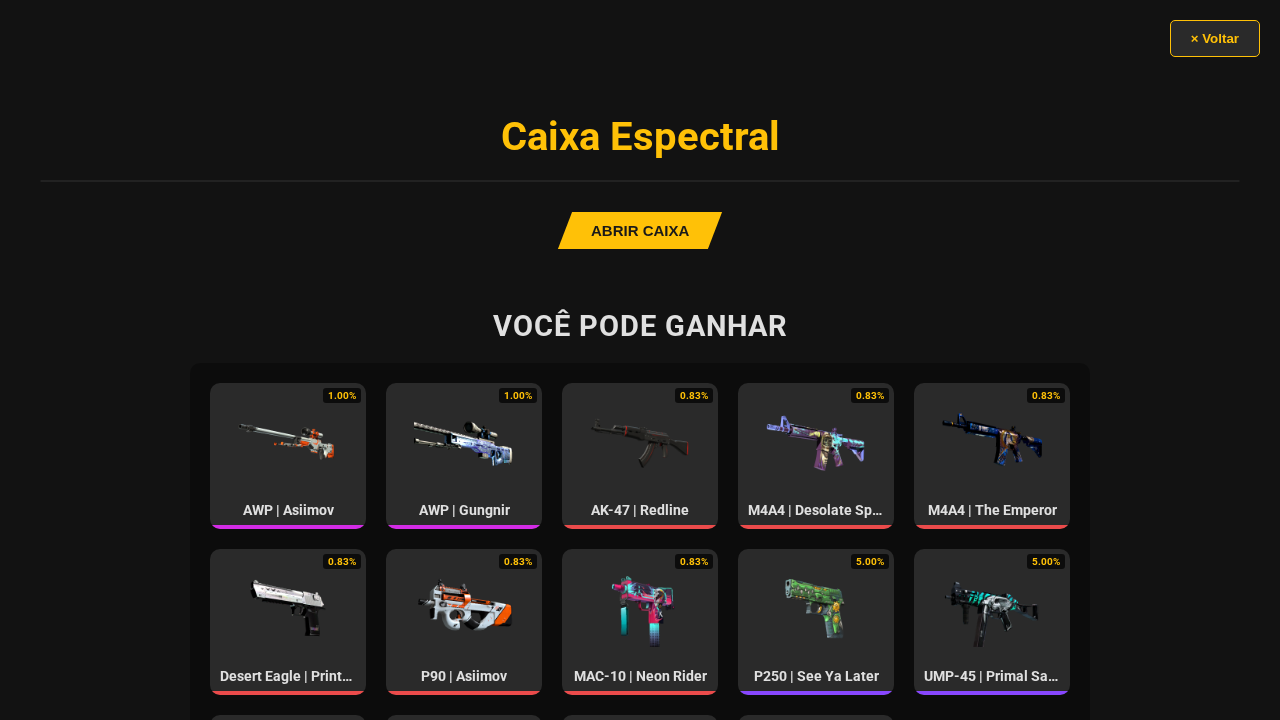 × Voltar
Caixa Espectral
ABRIR CAIXA
VOCÊ PODE GANHAR
1.00%
1.00%
0.83%
0.83%
0.83%
AWP | Asiimov
AWP | Gungnir
AK-47 | Redline
M4A4 | Desolate Sp...
M4A4 | The Emperor
0.83%
0.83%
0.83%
5.00%
5.00%
Desert Eagle | Print...
P90 | Asiimov
MAC-10 | Neon Rider
P250 | See Ya Later
UMP-45 | Primal Sa...